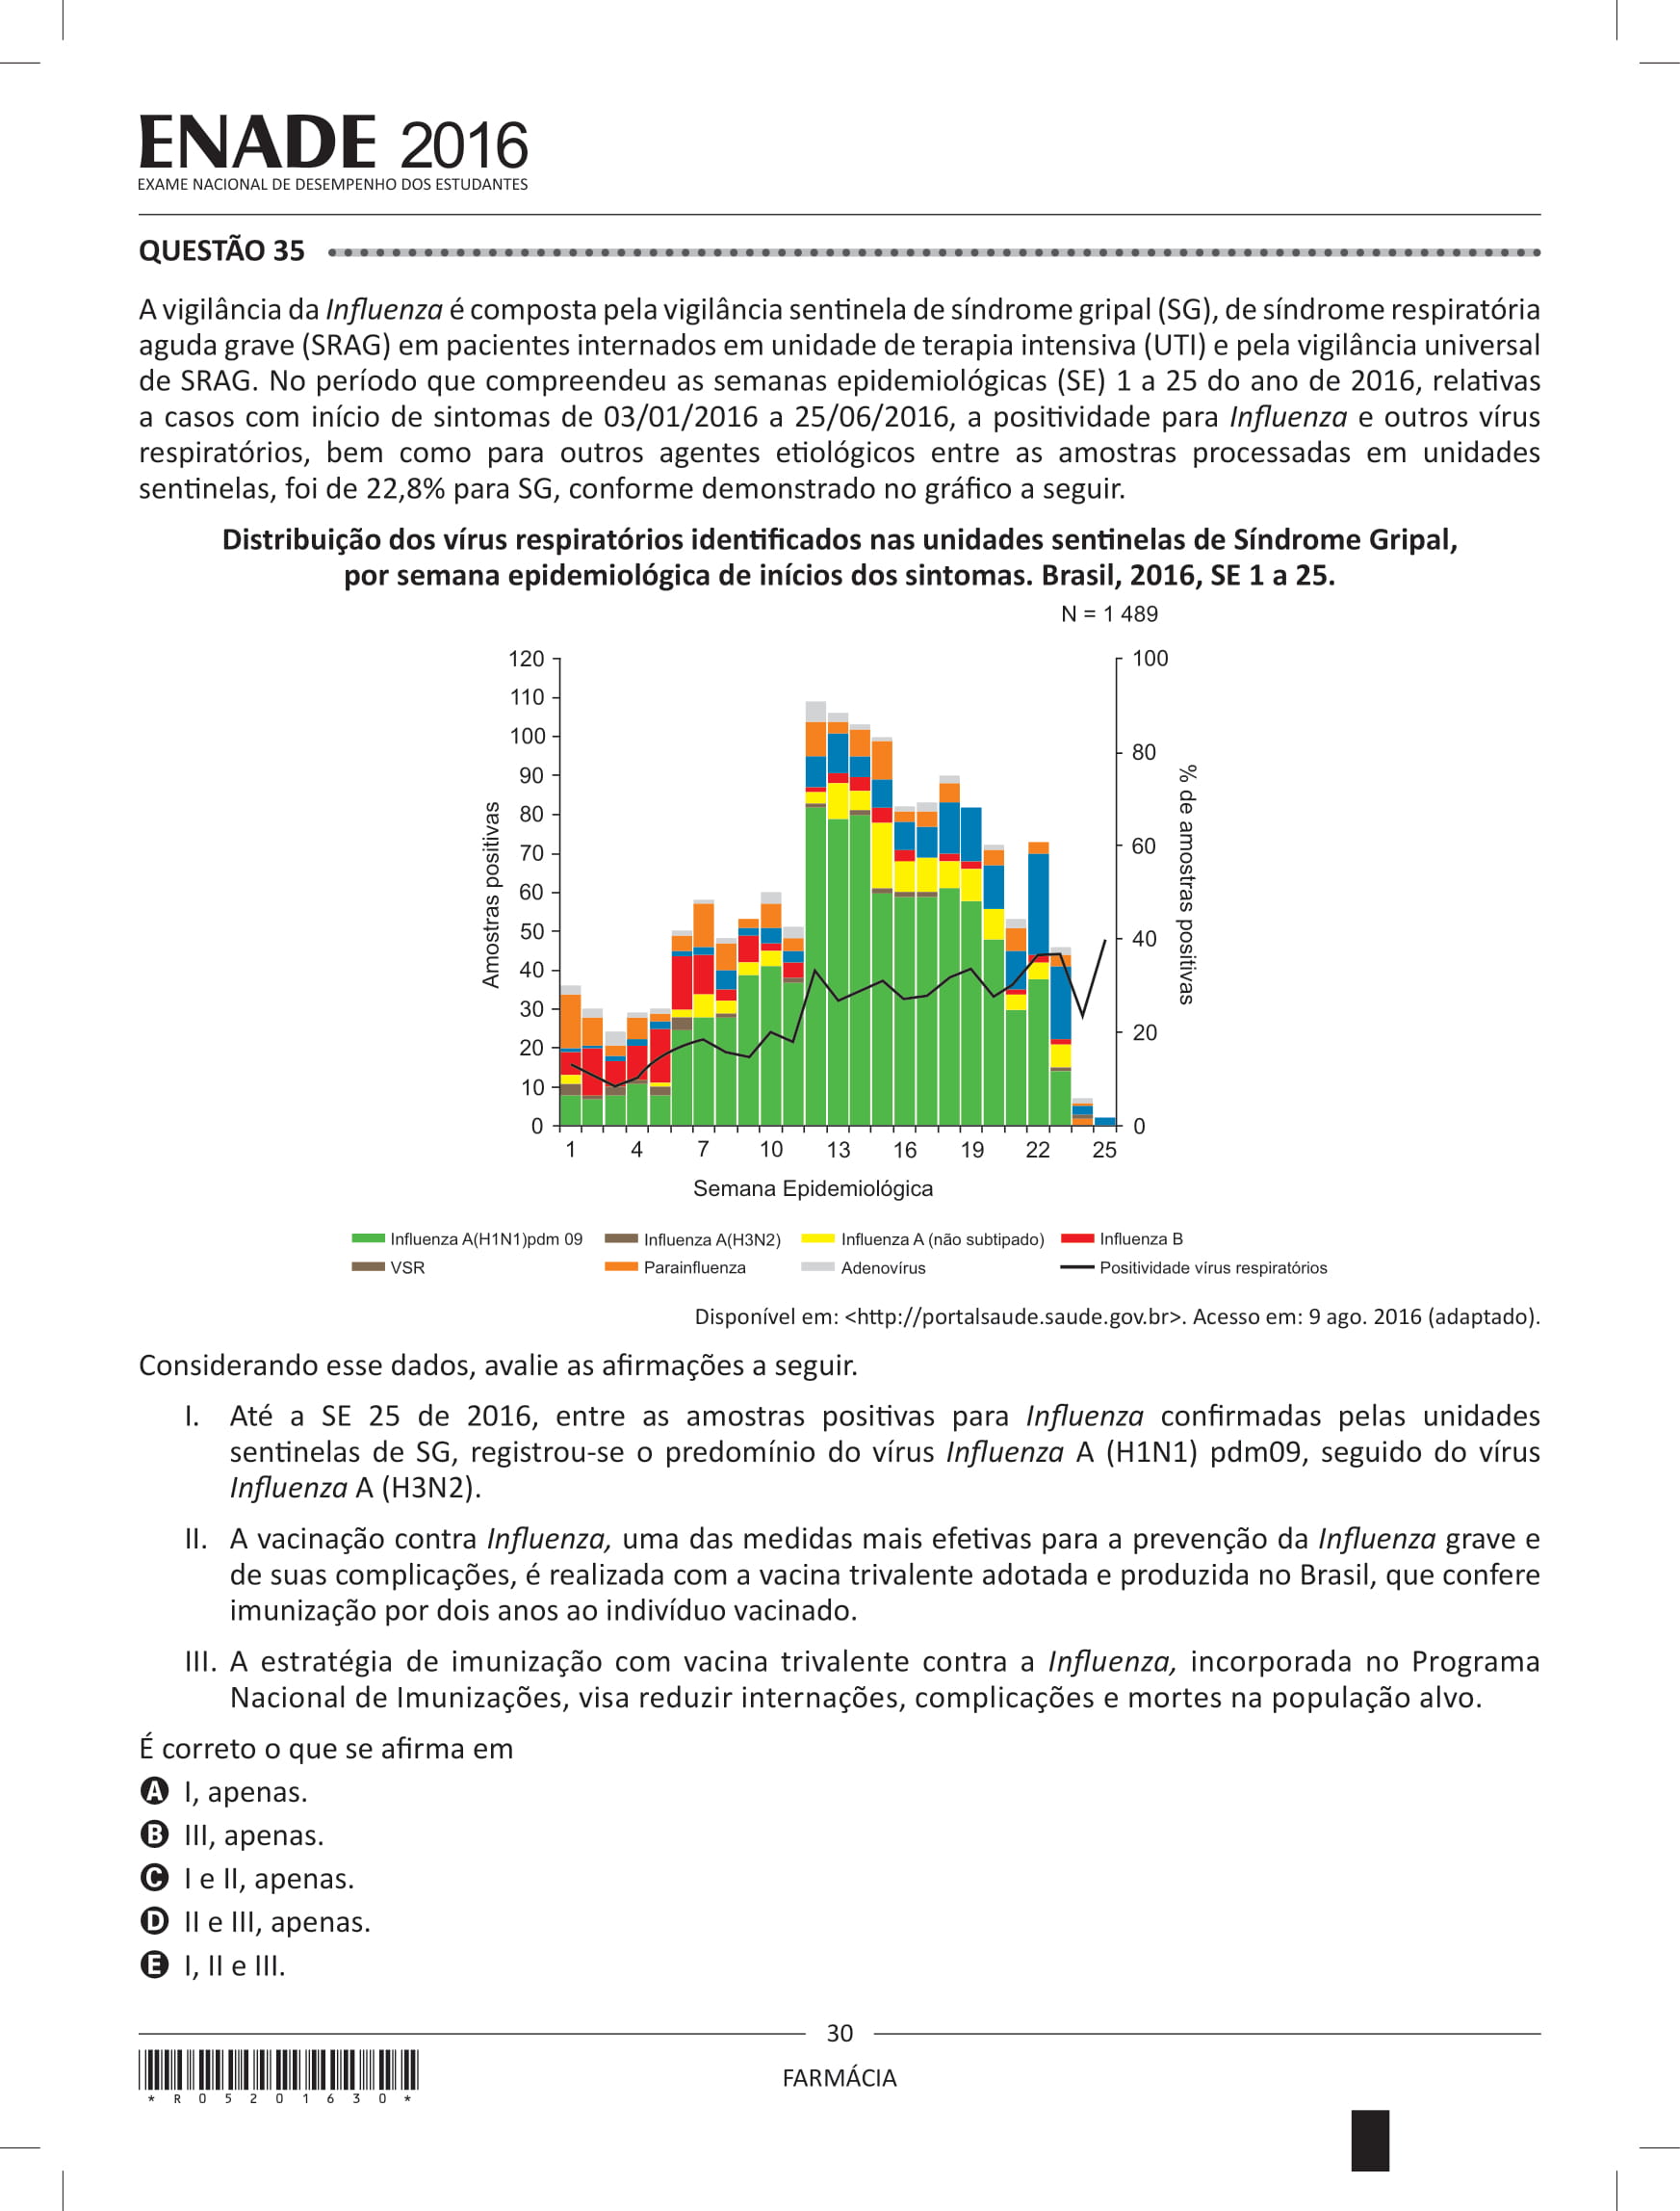 ENADE 2016
EXAME NACIONAL DE DESEMPENHO DOS ESTUDANTES
QUESTÃO 35
A vigilância da Influenza é composta pela vigilância sentinela de síndrome gripal (SG), de síndrome respiratória
aguda grave (SRAG) em pacientes internados em unidade de terapia intensiva (UTI) e pela vigilância universal
de SRAG. No período que compreendeu as semanas epidemiológicas (SE) 1 a 25 do ano de 2016, relativas
a casos com início de sintomas de 03/01/2016 a 25/06/2016, a positividade para Influenza e outros vírus
respiratórios, bem como para outros agentes etiológicos entre as amostras processadas em unidades
sentinelas, foi de 22,8% para SG, conforme demonstrado no gráfico a seguir.
Distribuição dos vírus respiratórios identificados nas unidades sentinelas de Síndrome Gripal,
por semana epidemiológica de inícios dos sintomas. Brasil, 2016, SE 1 a 25.
N = 1 489
Amostras positivas
120
110
100
90
80
70
60
50
40
30
20
10
0
100
80
60
40
20
0
% de amostras positivas
1 4 7 10 13 16 19 22 25
Semana Epidemiológica
Influenza A(H1N1)pdm 09 Influenza A(H3N2) Influenza A (não subtipado) Influenza B
VSR Parainfluenza Adenovírus Positividade vírus respiratórios
Disponível em: <http://portalsaude.saude.gov.br>. Acesso em: 9 ago. 2016 (adaptado).
Considerando esse dados, avalie as afirmações a seguir.
I. Até a SE 25 de 2016, entre as amostras positivas para Influenza confirmadas pelas unidades
sentinelas de SG, registrou-se o predomínio do vírus Influenza A (H1N1) pdm09, seguido do vírus
Influenza A (H3N2).
II. A vacinação contra Influenza, uma das medidas mais efetivas para a prevenção da Influenza grave e
de suas complicações, é realizada com a vacina trivalente adotada e produzida no Brasil, que confere
imunização por dois anos ao indivíduo vacinado.
III. A estratégia de imunização com vacina trivalente contra a Influenza, incorporada no Programa
Nacional de Imunizações, visa reduzir internações, complicações e mortes na população alvo.
É correto o que se afirma em
A I, apenas.
B III, apenas.
C I e II, apenas.
D II e III, apenas.
E I, II e III.
30
FARMÁCIA
* R 0 5 2 0 1 6 3 0 *